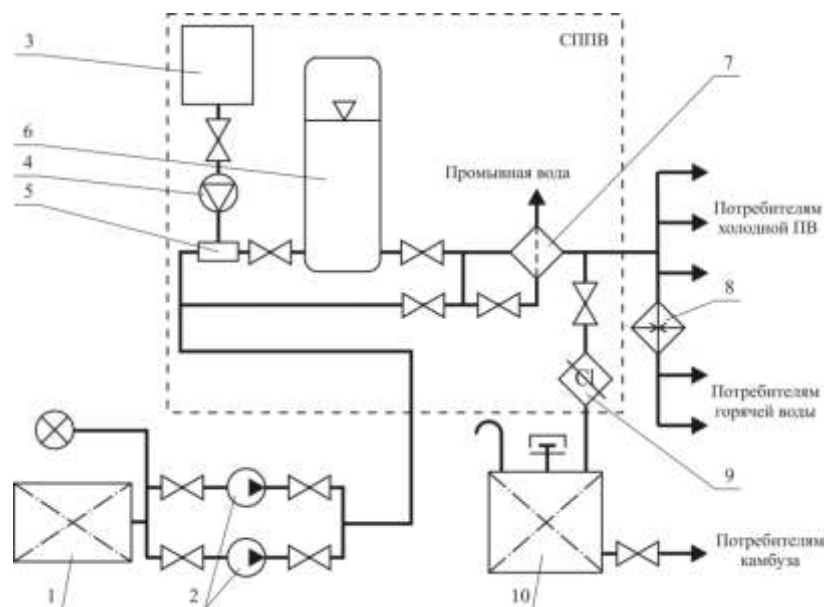 3
СППВ
7
6
4
5
Промывная вода
Потребителям
холодной ПВ
8
Cl
Потребителям
горячей воды
9
1
2
10
Потребителям
камбуза